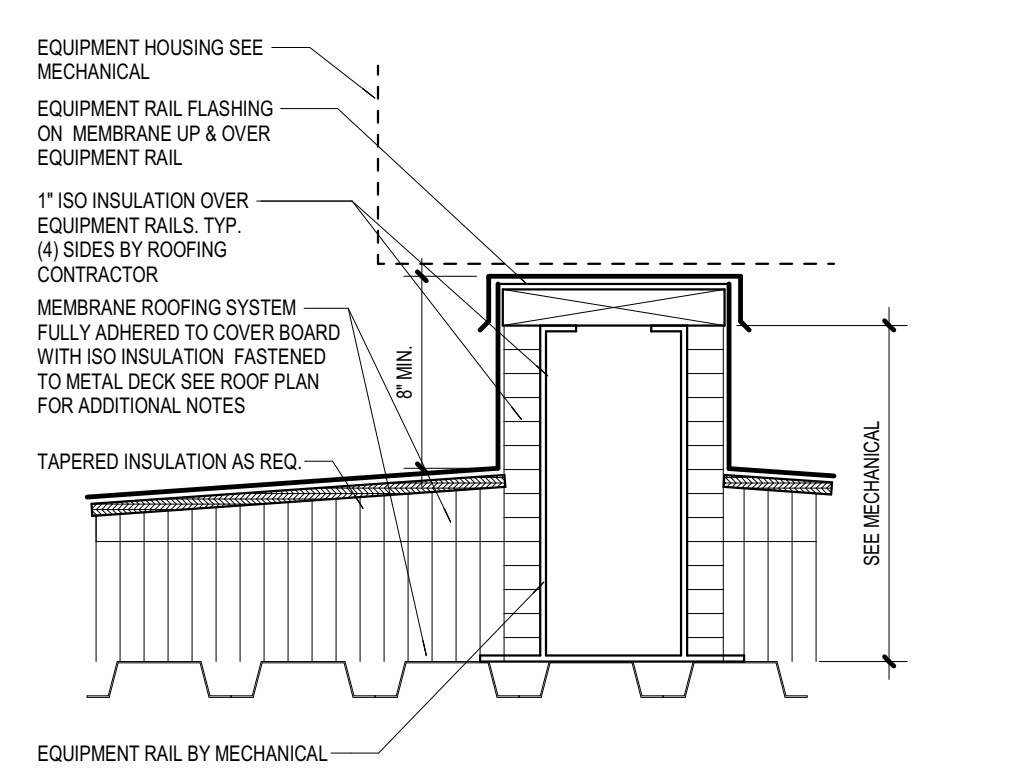 EQUIPMENT HOUSING SEE
MECHANICAL
EQUIPMENT RAIL FLASHING
ON MEMBRANE UP & OVER
EQUIPMENT RAIL
1" ISO INSULATION OVER
EQUIPMENT RAILS. TYP.
(4) SIDES BY ROOFING
CONTRACTOR
MEMBRANE ROOFING SYSTEM
FULLY ADHERED TO COVER BOARD
WITH ISO INSULATION FASTENED
TO METAL DECK SEE ROOF PLAN
FOR ADDITIONAL NOTES
TAPERED INSULATION AS REQ.
EQUIPMENT RAIL BY MECHANICAL
8" MIN.
SEE MECHANICAL